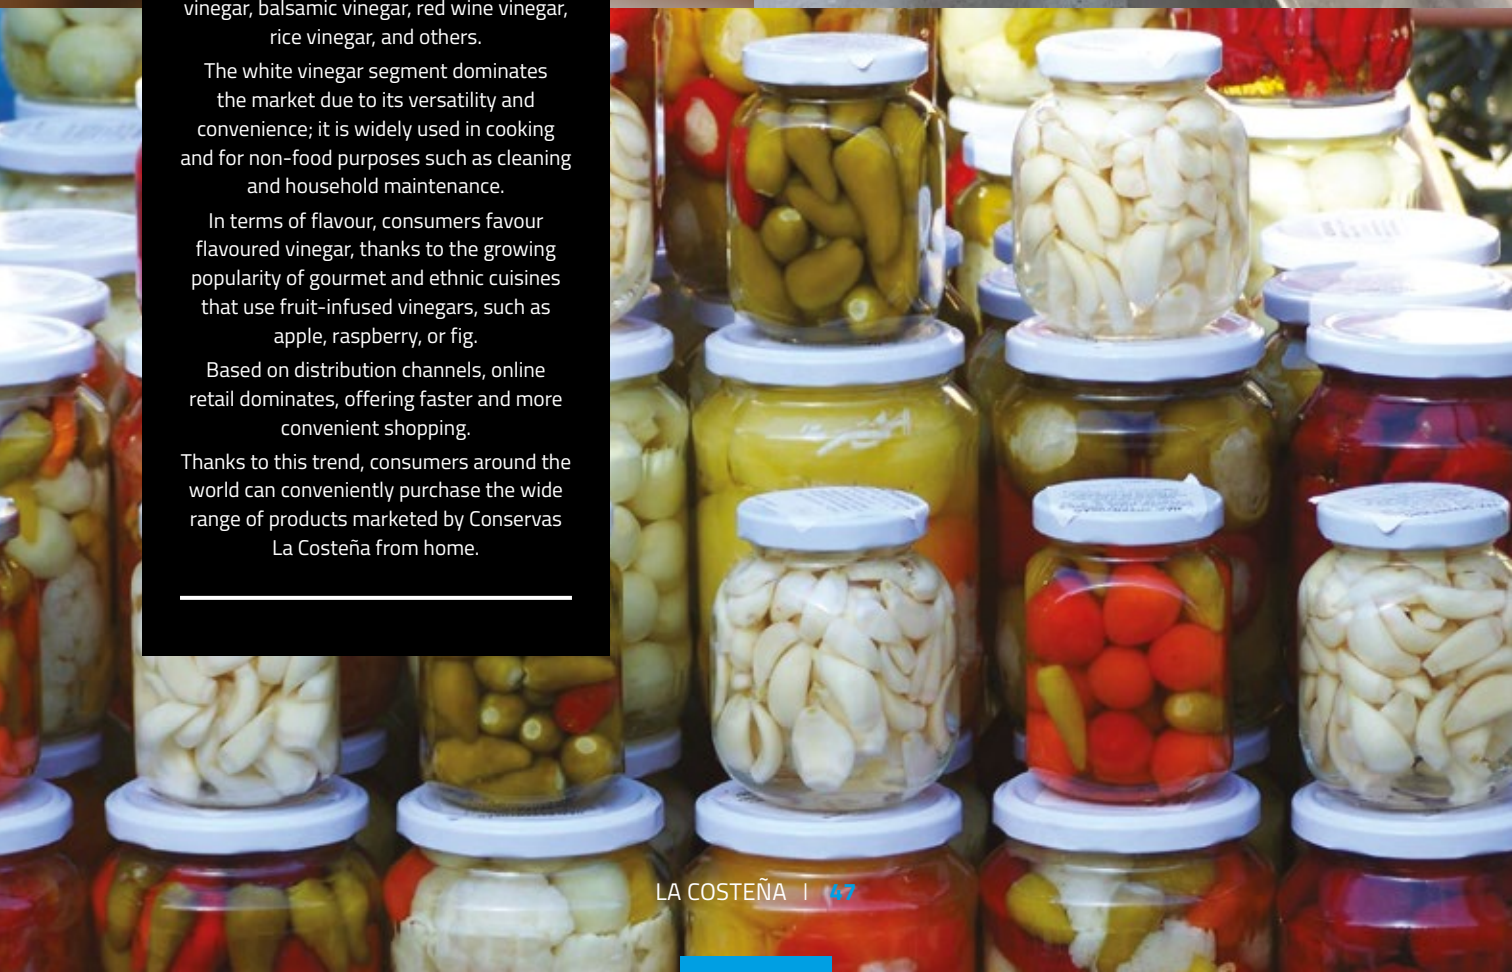 vinegar, balsamic vinegar, red wine vinegar,
rice vinegar, and others.
The white vinegar segment dominates
the market due to its versatility and
convenience; it is widely used in cooking
and for non-food purposes such as cleaning
and household maintenance.
In terms of flavour, consumers favour
flavoured vinegar, thanks to the growing
popularity of gourmet and ethnic cuisines
that use fruit-infused vinegars, such as
apple, raspberry, or fig.
Based on distribution channels, online
retail dominates, offering faster and more
convenient shopping.
Thanks to this trend, consumers around the
world can conveniently purchase the wide
range of products marketed by Conservas
La Costeña from home.
LA COSTEÑA | 47